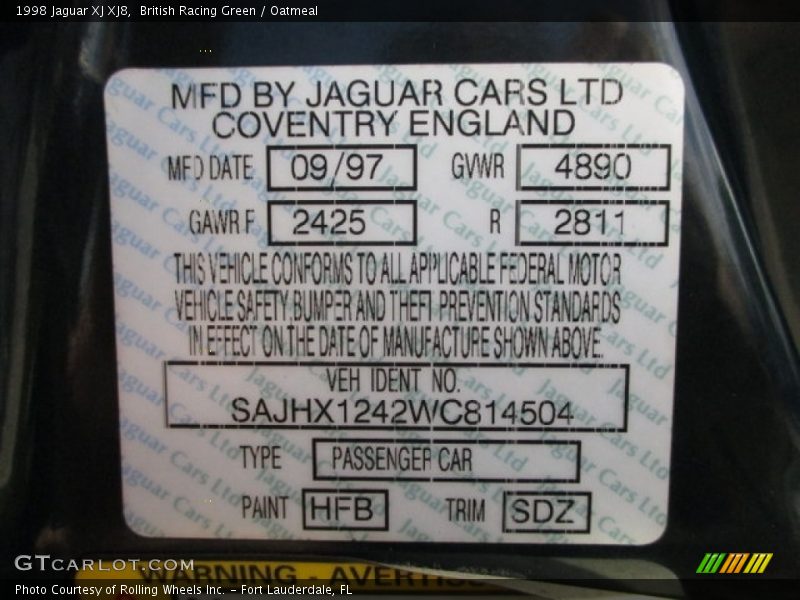 1998 Jaguar XJ XJ8,  British Racing Green / Oatmeal
MFD BY JAGUAR CARS LTD
COVENTRY ENGLAND
MFD DATE 09/97 GVWR 4890
GAWR F 2425 R 2811
THIS VEHICLE CONFORMS TO ALL APPLICABLE FEDERAL MOTOR
VEHICLE SAFETY BUMPER AND THEFT PREVENTION STANDARDS
IN EFFECT ON THE DATE OF MANUFACTURE SHOWN ABOVE.
VEH IDENT NO.
SAJHX1242WC814504
TYPE PASSENGER CAR
PAINT HFB TRIM SDZ
GTCARLOT.COM
WARNING - 
Photo Courtesy of Rolling Wheels Inc. - Fort Lauderdale, FL